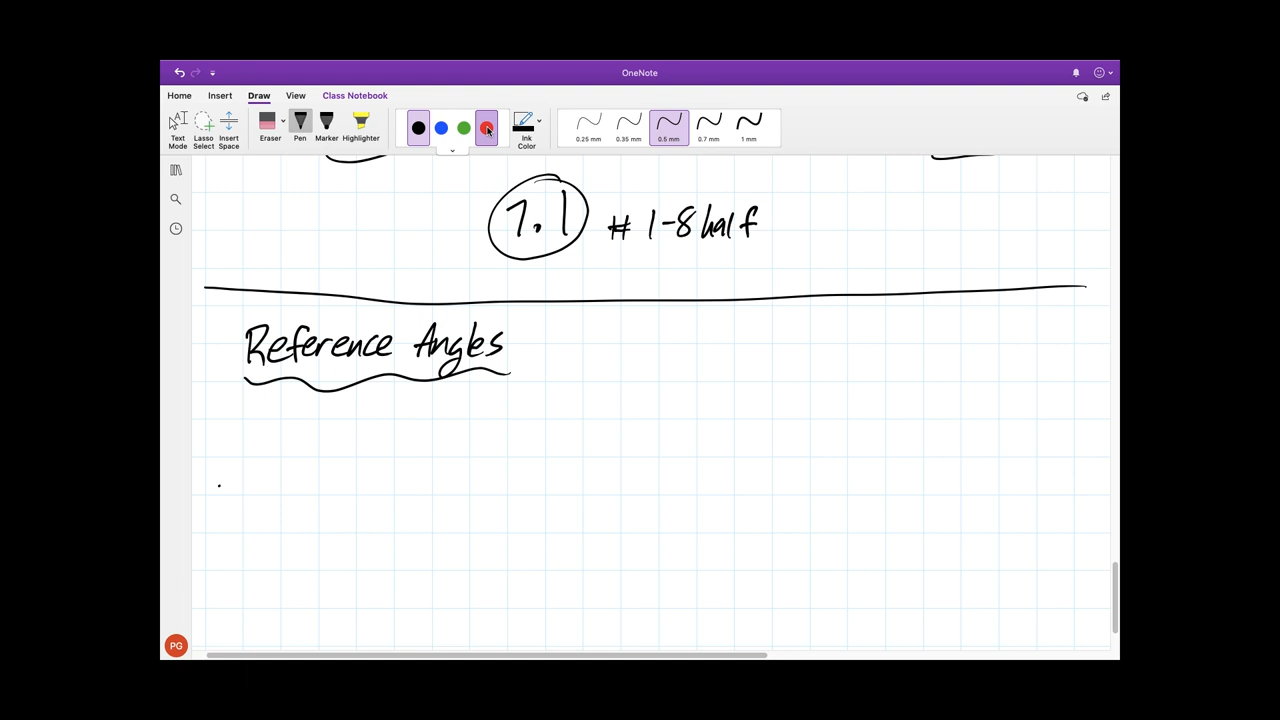 OneNote
Home Insert Draw View Class Notebook
Text Mode Lasso Select Insert Space Eraser Pen Marker Highlighter Ink Color 0.25 mm 0.35 mm 0.5 mm 0.7 mm 1 mm
7.1 # 1-8 half
Reference Angles
PG